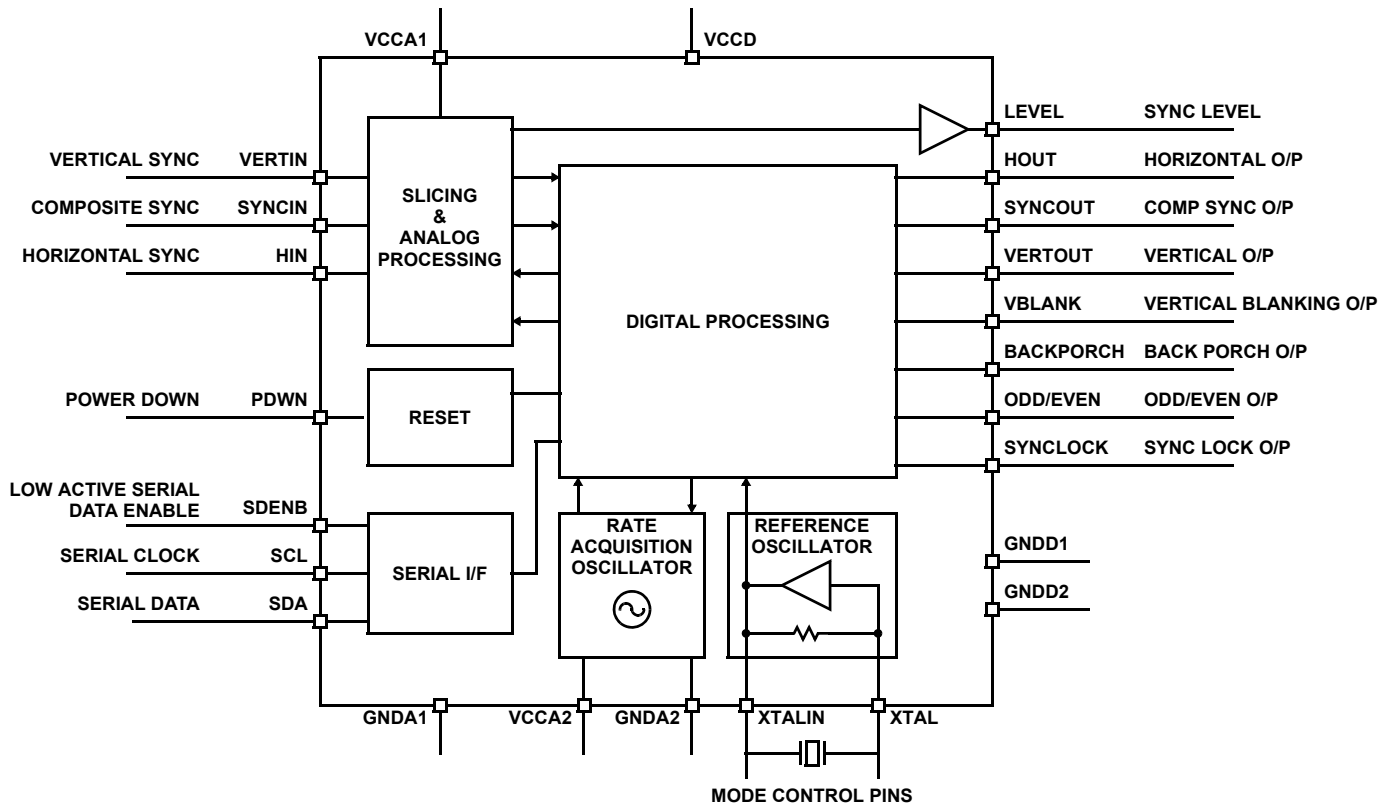 VCCA1
VCCD
VERTICAL SYNC VERTIN
COMPOSITE SYNC SYNCIN
HORIZONTAL SYNC HIN
SLICING
&
ANALOG
PROCESSING
DIGITAL PROCESSING
LEVEL SYNC LEVEL
HOUT HORIZONTAL O/P
SYNCOUT COMP SYNC O/P
VERTOUT VERTICAL O/P
VBLANK VERTICAL BLANKING O/P
BACKPORCH BACK PORCH O/P
ODD/EVEN ODD/EVEN O/P
SYNCLOCK SYNC LOCK O/P
POWER DOWN PDWN
RESET
LOW ACTIVE SERIAL
DATA ENABLE SDENB
SERIAL CLOCK SCL
SERIAL DATA SDA
SERIAL I/F
RATE
ACQUISITION
OSCILLATOR
REFERENCE
OSCILLATOR
GNDD1
GNDD2
GNDA1
VCCA2
GNDA2
XTALIN
XTAL
MODE CONTROL PINS